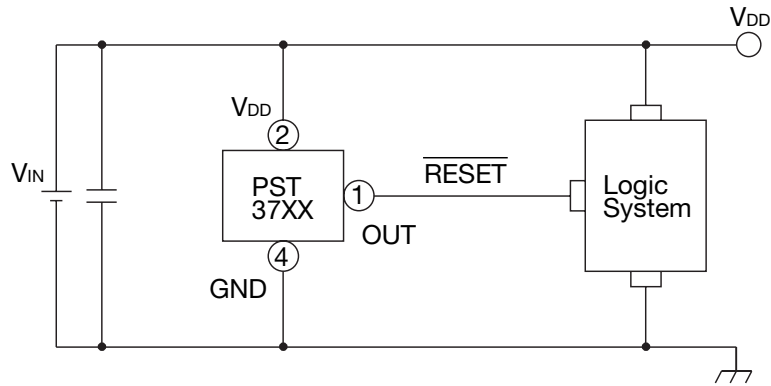 VDD
VDD
2
VIN
PST
37XX
1
RESET
Logic
System
OUT
4
GND